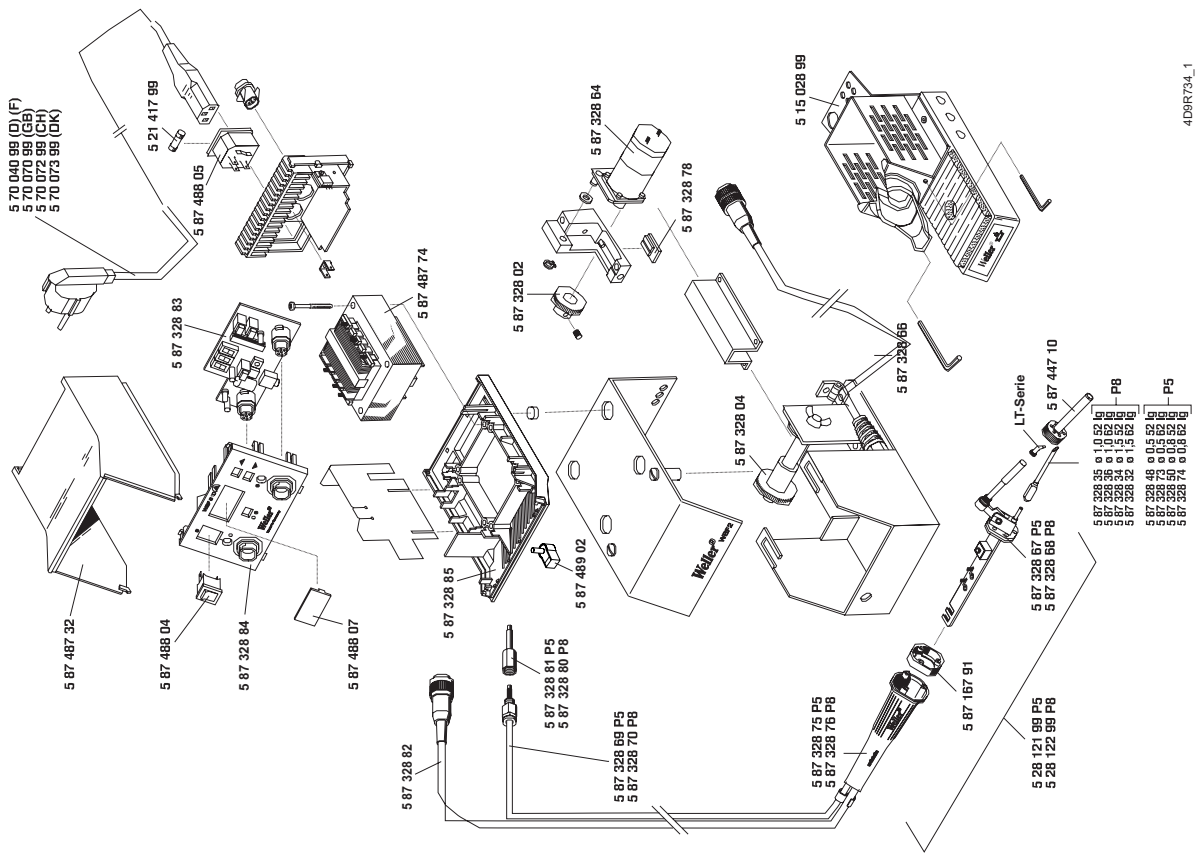 5 70 040 99 (D) (F)
5 70 070 99 (GB)
5 70 072 99 (CH)
5 70 073 99 (DK)
5 21 417 99
5 87 488 05
5 87 328 83
5 87 487 74
5 87 487 32
5 87 488 04
5 87 328 84
5 87 488 07
Weller®
5 87 328 85
5 87 489 02
5 87 328 64
5 87 328 78
5 87 328 02
5 15 028 99
Weller
5 87 328 66
5 87 328 04
Weller®
WSF2
5 87 328 82
5 87 328 81 P5
5 87 328 80 P8
5 87 328 69 P5
5 87 328 70 P8
5 87 328 75 P5
5 87 328 76 P8
Weller
5 87 167 91
5 28 121 99 P5
5 28 122 99 P8
5 87 328 67 P5
5 87 328 68 P8
LT-Serie
5 87 447 10
5 87 328 35 ø 1,0 52 lg
5 87 328 36 ø 1,0 62 lg
5 87 328 34 ø 1,5 52 lg
5 87 328 32 ø 1,5 62 lg
P8
5 87 328 48 ø 0,5 52 lg
5 87 328 73 ø 0,5 62 lg
5 87 328 50 ø 0,8 52 lg
5 87 328 74 ø 0,8 62 lg
P5
4D9R734_1